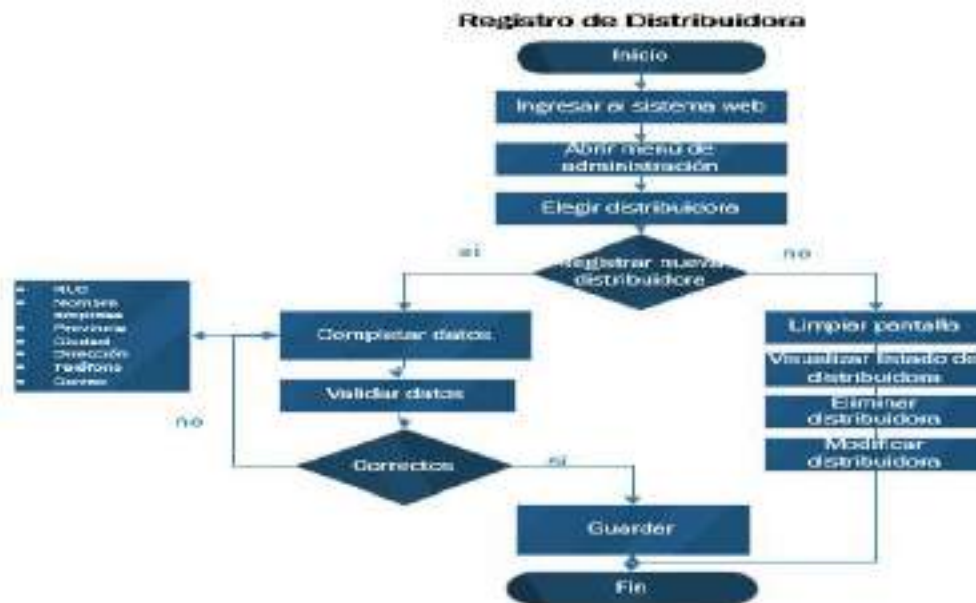 Registro de Distribuidora
Inicio
Ingresar al sistema web
Abrir menu de
administración
Elegir distribuidora
si
Registrar nueva
distribuidora
no
RUC
Nombre
empresa
Provincia
Ciudad
Dirección
Teléfono
Correo
Completar datos
Validar datos
no
Correctos
si
Limpiar pantalla
Visualizar listado de
distribuidora
Eliminar
distribuidora
Modificar
distribuidora
Guardar
Fin